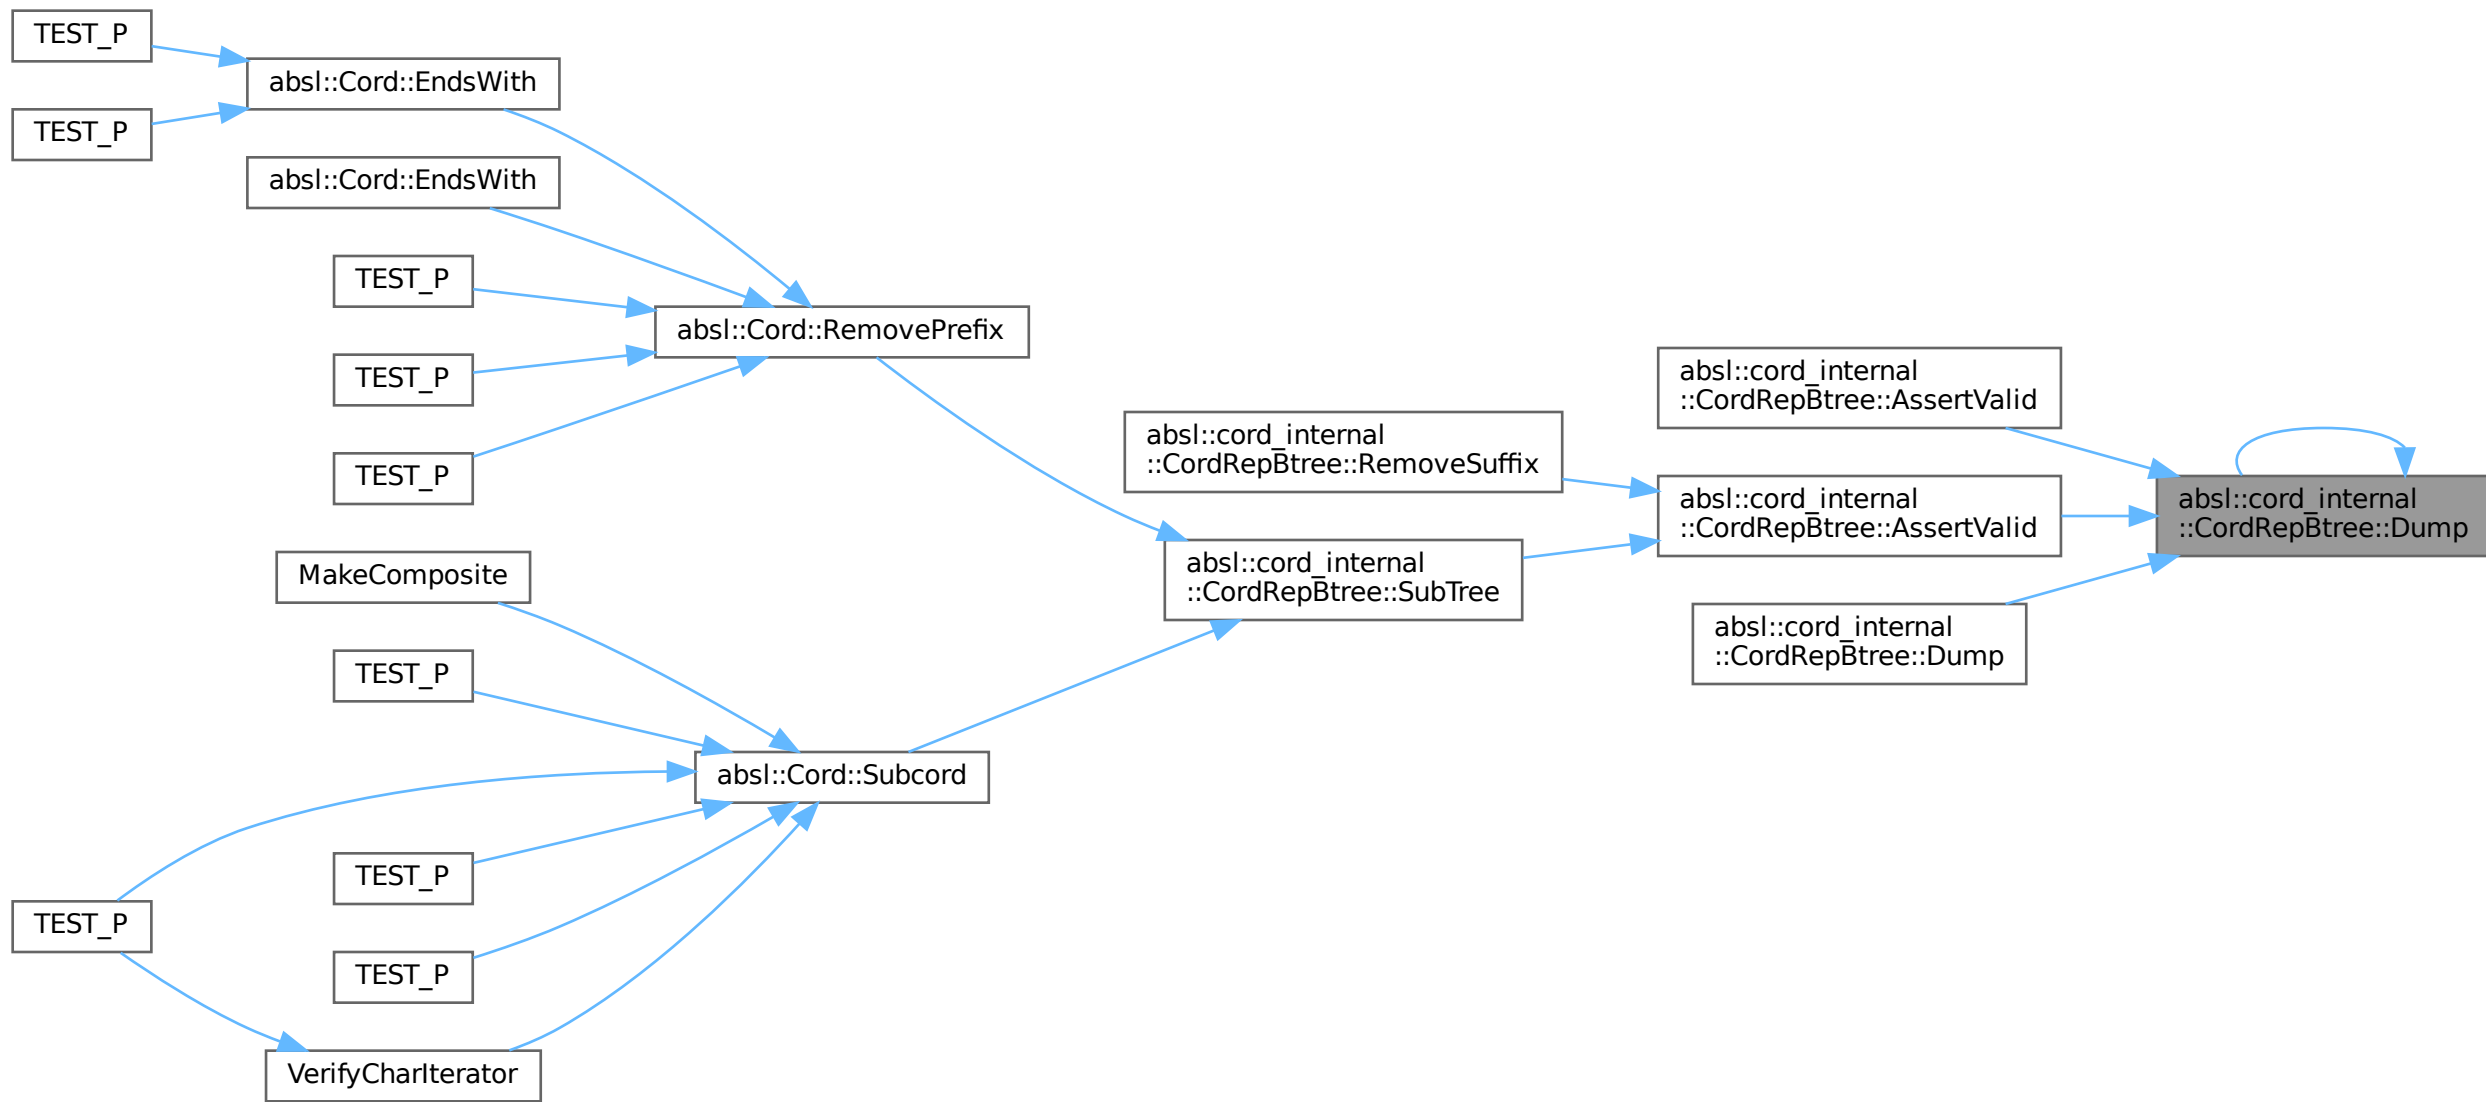 TEST_P
absl::Cord::EndsWith
TEST_P
absl::Cord::EndsWith
TEST_P
absl::Cord::RemovePrefix
TEST_P
TEST_P
absl::cord_internal
::CordRepBtree::AssertValid
absl::cord_internal
::CordRepBtree::RemoveSuffix
absl::cord_internal
::CordRepBtree::AssertValid
absl::cord_internal
::CordRepBtree::Dump
absl::cord_internal
::CordRepBtree::SubTree
MakeComposite
absl::cord_internal
::CordRepBtree::Dump
TEST_P
absl::Cord::Subcord
TEST_P
TEST_P
TEST_P
VerifyCharIterator